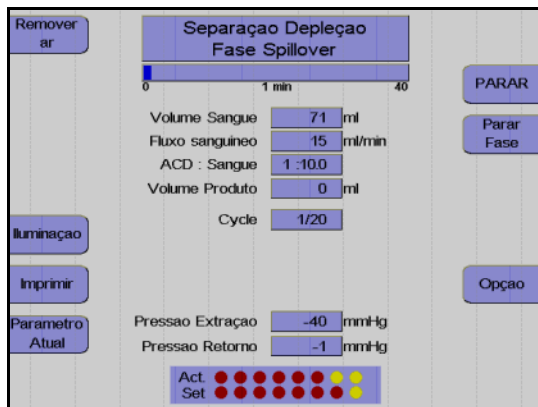 Remover
ar
Separaçao Depleçao
Fase Spillover
0 1 min 40
PARAR
Parar
Fase
Volume Sangue 71 ml
Fluxo sanguineo 15 ml/min
ACD : Sangue 1 :10.0
Volume Produto 0 ml
Cycle 1/20
Iluminaçao
Imprimir
Opçao
Parametro
Atual
Pressao Extraçao -40 mmHg
Pressao Retorno -1 mmHg
Act.
Set